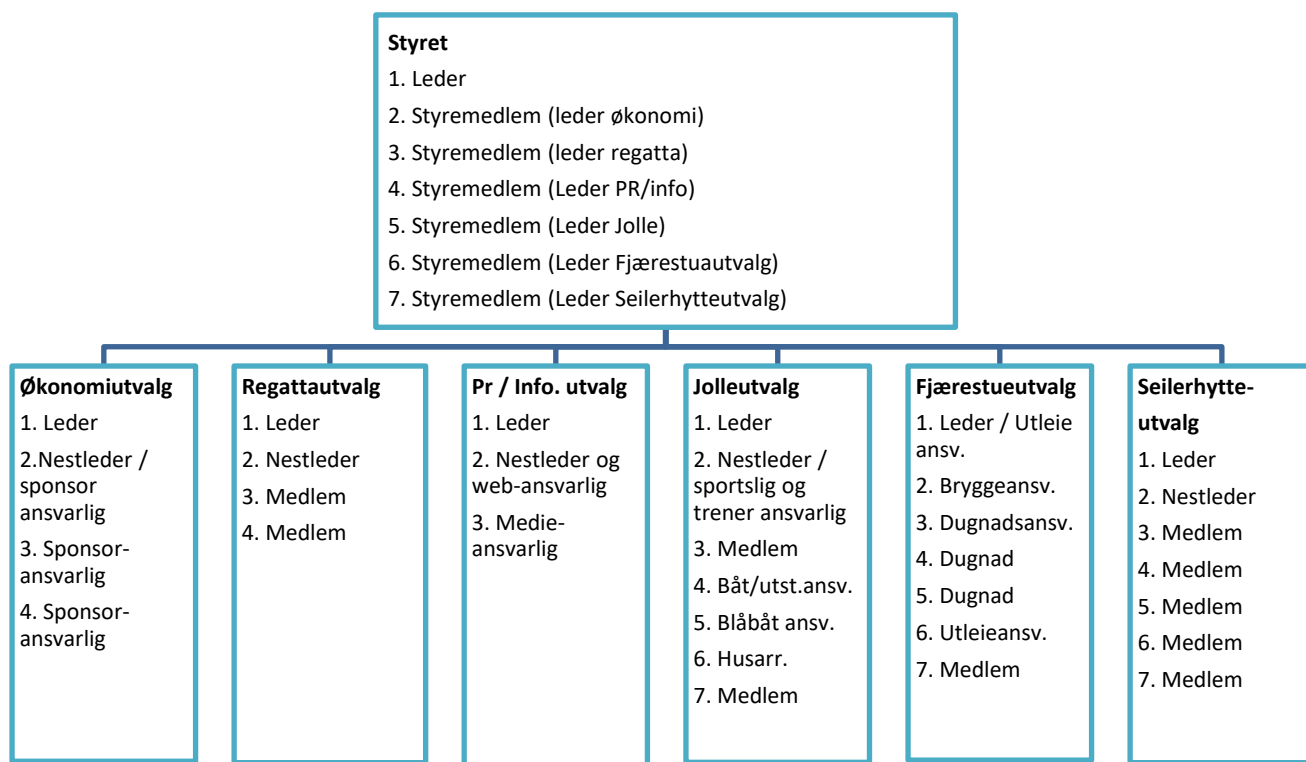 Styret
1. Leder
2. Styremedlem (leder økonomi)
3. Styremedlem (leder regatta)
4. Styremedlem (Leder PR/info)
5. Styremedlem (Leder Jolle)
6. Styremedlem (Leder Fjærestuautvalg)
7. Styremedlem (Leder Seilerhytteutvalg)
Økonomiutvalg
1. Leder
2.Nestleder /
sponsor
ansvarlig
3. Sponsor-
ansvarlig
4. Sponsor-
ansvarlig
Regattautvalg
1. Leder
2. Nestleder
3. Medlem
4. Medlem
Pr / Info. utvalg
1. Leder
2. Nestleder og
web-ansvarlig
3. Medie-
ansvarlig
Jolleutvalg
1. Leder
2. Nestleder /
sportslig og
trener ansvarlig
3. Medlem
4. Båt/utst.ansv.
5. Blåbåt ansv.
6. Husarr.
7. Medlem
Fjærestueutvalg
1. Leder / Utleie
ansv.
2. Bryggeansv.
3. Dugnadsansv.
4. Dugnad
5. Dugnad
6. Utleieansv.
7. Medlem
Seilerhytte-
utvalg
1. Leder
2. Nestleder
3. Medlem
4. Medlem
5. Medlem
6. Medlem
7. Medlem